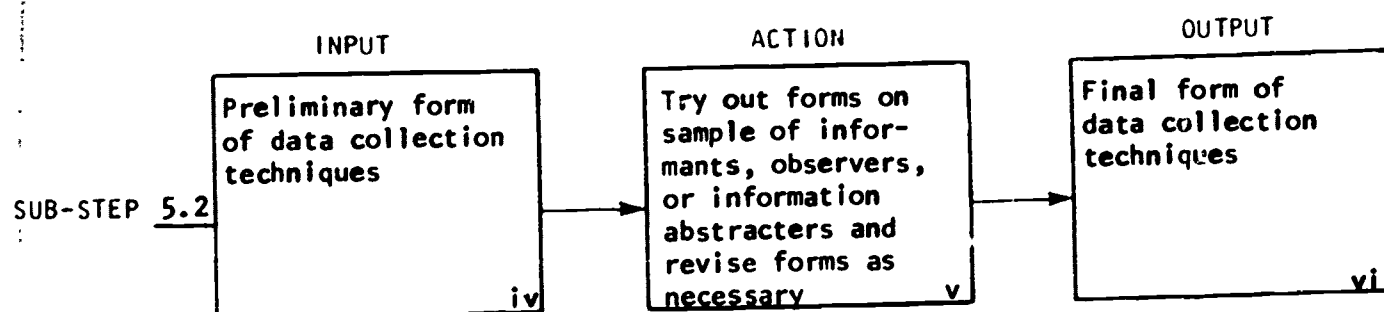 INPUT
ACTION
OUTPUT
Preliminary form
of data collection
techniques
iv
Try out forms on
sample of infor-
mants, observers,
or information
abstracters and
revise forms as
necessary
v
Final form of
data collection
techniques
vi
SUB-STEP 5.2